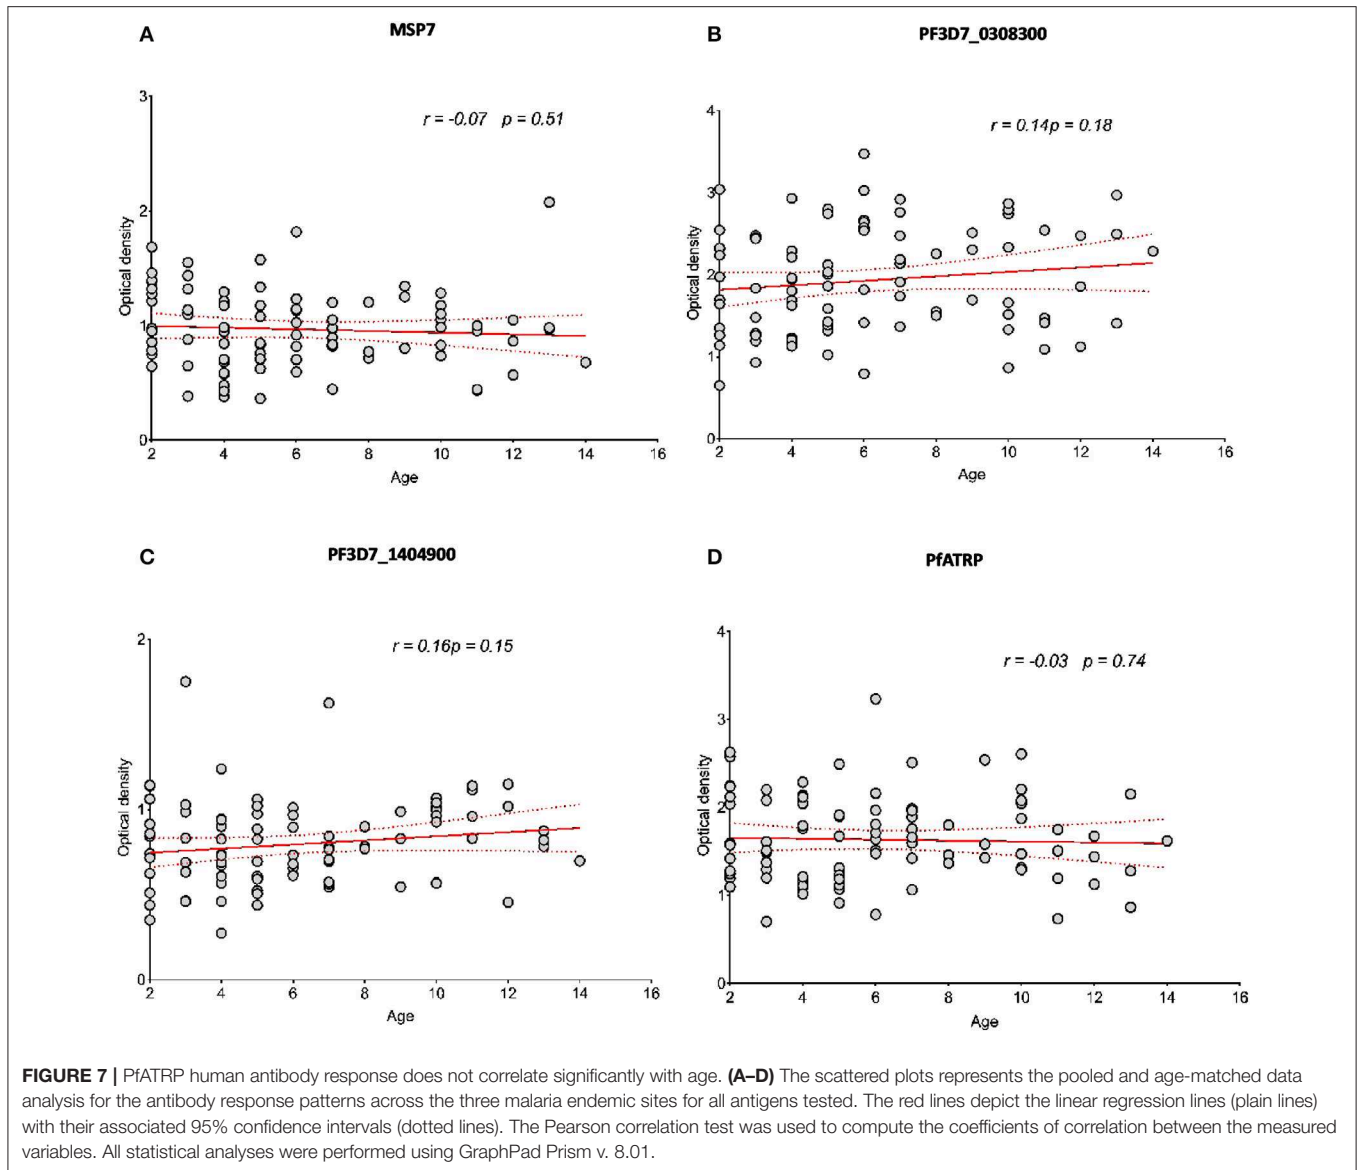 A
MSP7
3
2
1
0
Optical density
r = -0.07 p = 0.51
2 4 6 8 10 12 14 16
Age
B
PF3D7_0308300
4
3
2
1
0
Optical density
r = 0.14p = 0.18
2 4 6 8 10 12 14 16
Age
C
PF3D7_1404900
2
1
0
Optical density
r = 0.16p = 0.15
2 4 6 8 10 12 14 16
Age
D
PfATRP
4
3
2
1
0
Optical density
r = -0.03 p = 0.74
2 4 6 8 10 12 14 16
Age
FIGURE 7 | PfATRP human antibody response does not correlate significantly with age. (A–D) The scattered plots represents the pooled and age-matched data
analysis for the antibody response patterns across the three malaria endemic sites for all antigens tested. The red lines depict the linear regression lines (plain lines)
with their associated 95% confidence intervals (dotted lines). The Pearson correlation test was used to compute the coefficients of correlation between the measured
variables. All statistical analyses were performed using GraphPad Prism v. 8.01.